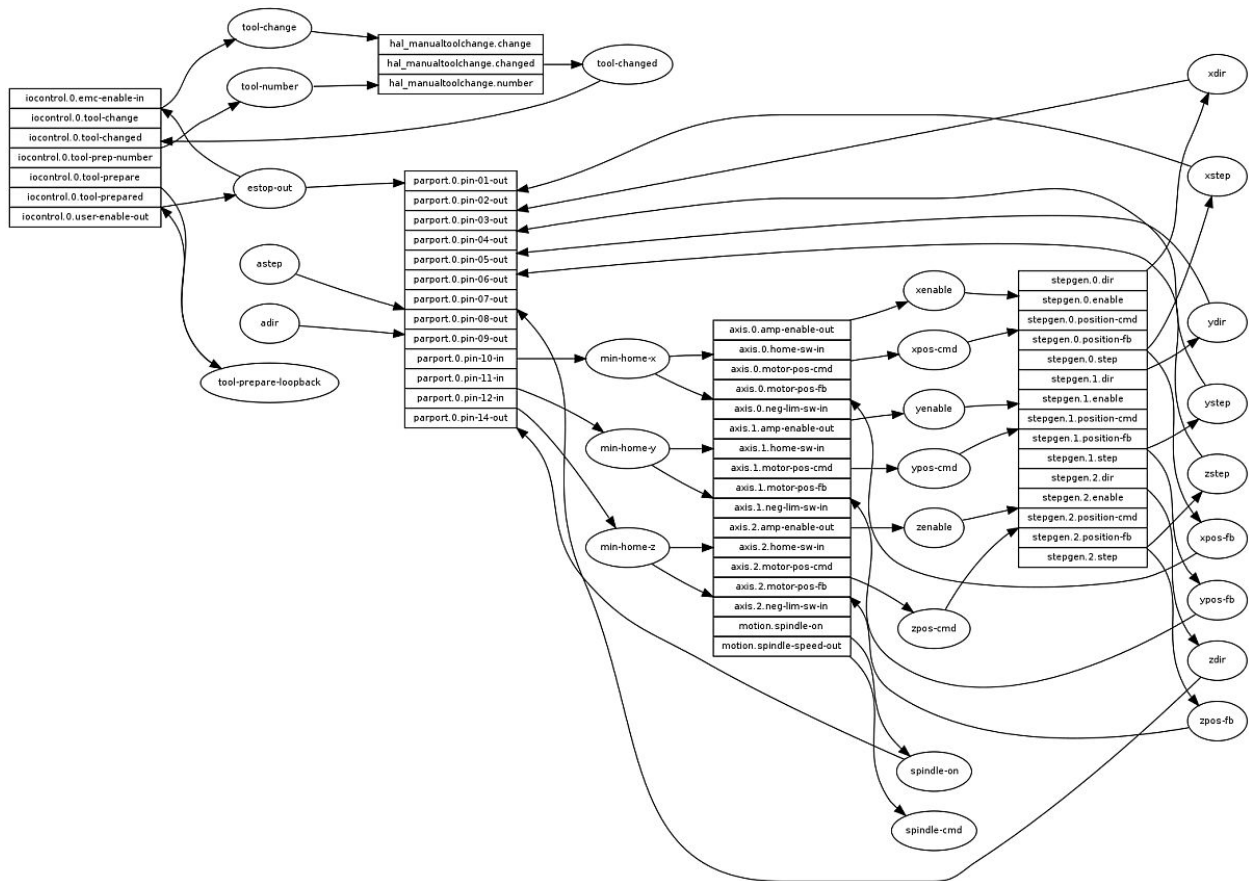 tool-change
tool-number
hal_manualtoolchange.change
hal_manualtoolchange.changed
hal_manualtoolchange.number
tool-changed
iocontrol.0.emc-enable-in
iocontrol.0.tool-change
iocontrol.0.tool-changed
iocontrol.0.tool-prep-number
iocontrol.0.tool-prepare
iocontrol.0.tool-prepared
iocontrol.0.user-enable-out
estop-out
astep
adir
tool-prepare-loopback
parport.0.pin-01-out
parport.0.pin-02-out
parport.0.pin-03-out
parport.0.pin-04-out
parport.0.pin-05-out
parport.0.pin-06-out
parport.0.pin-07-out
parport.0.pin-08-out
parport.0.pin-09-out
parport.0.pin-10-in
parport.0.pin-11-in
parport.0.pin-12-in
parport.0.pin-14-out
min-home-x
min-home-y
min-home-z
axis.0.amp-enable-out
axis.0.home-sw-in
axis.0.motor-pos-cmd
axis.0.motor-pos-fb
axis.0.neg-lim-sw-in
axis.1.amp-enable-out
axis.1.home-sw-in
axis.1.motor-pos-cmd
axis.1.motor-pos-fb
axis.1.neg-lim-sw-in
axis.2.amp-enable-out
axis.2.home-sw-in
axis.2.motor-pos-cmd
axis.2.motor-pos-fb
axis.2.neg-lim-sw-in
motion.spindle-on
motion.spindle-speed-out
xenable
xpos-cmd
yenable
ypos-cmd
zenable
zpos-cmd
spindle-on
spindle-cmd
stepgen.0.dir
stepgen.0.enable
stepgen.0.position-cmd
stepgen.0.position-fb
stepgen.0.step
stepgen.1.dir
stepgen.1.enable
stepgen.1.position-cmd
stepgen.1.position-fb
stepgen.1.step
stepgen.2.dir
stepgen.2.enable
stepgen.2.position-cmd
stepgen.2.position-fb
stepgen.2.step
xdir
xstep
ydir
ystep
zstep
xpos-fb
ypos-fb
zdir
zpos-fb